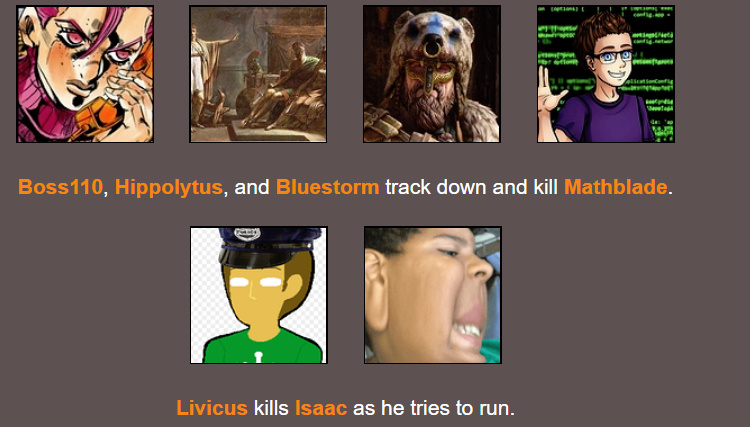 Boss110, Hippolytus, and Bluestorm track down and kill Mathblade.
Livicus kills Isaac as he tries to run.